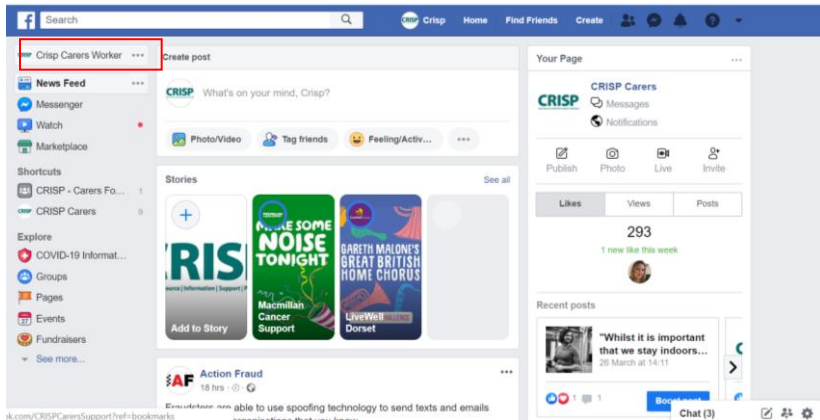 Search
CRISP Crisp
Home
Find Friends
Create
Crisp Carers Worker
News Feed
Messenger
Watch
Marketplace
Shortcuts
CRISP - Carers Fo... 1
CRISP Carers 9
Explore
COVID-19 Informat...
Groups
Pages
Events
Fundraisers
See more...
Create post
CRISP
What's on your mind, Crisp?
Photo/Video
Tag friends
Feeling/Activ...
Stories
See all
RIS
Add to Story
MAKE SOME
NOISE
TONIGHT
Macmillan
Cancer
Support
GARETH MALONE'S
GREAT BRITISH
HOME CHORUS
LiveWell
Dorset
Action Fraud
18 hrs
Fraudsters are able to use spoofing technology to send texts and emails
k.com/CRISPCarersSupport?ref=bookmarks
Your Page
CRISP
CRISP Carers
Messages
Notifications
Publish
Photo
Live
Invite
Likes
Views
Posts
293
1 new like this week
Recent posts
"Whilst it is important
that we stay indoors...
26 March at 14:11
1
1
Boost post
Chat (3)